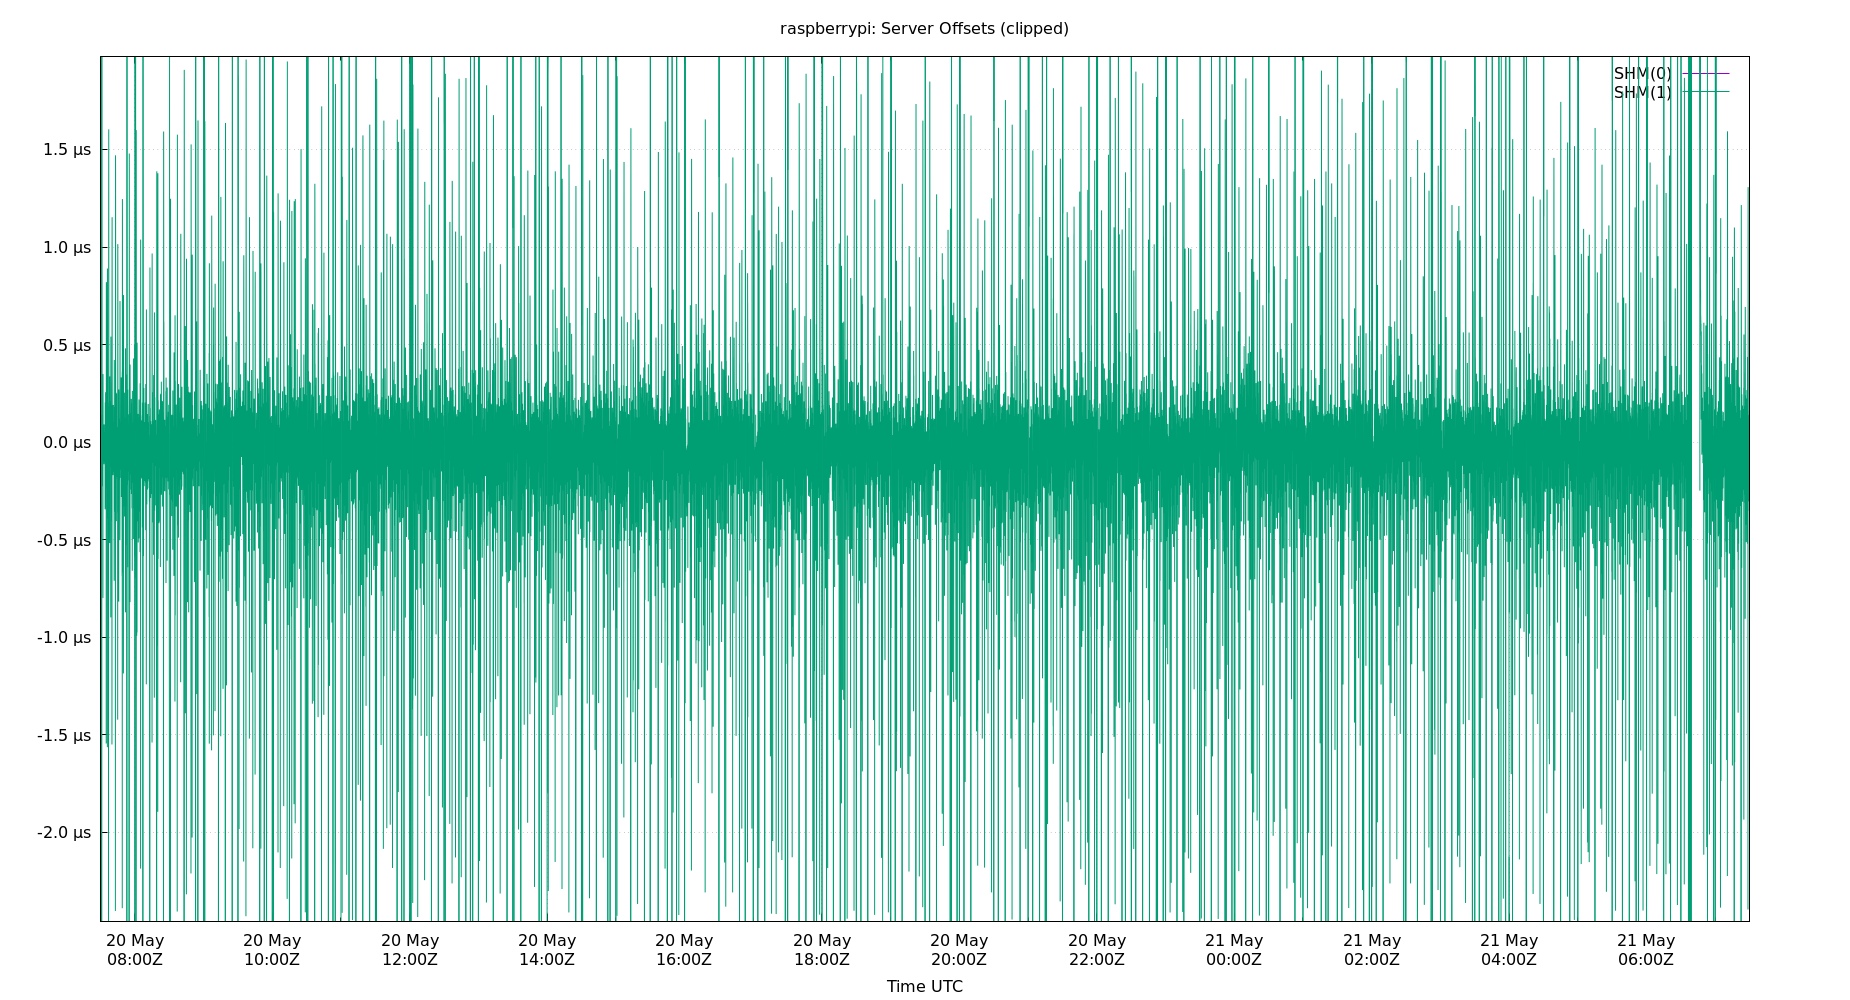 raspberrypi: Server Offsets (clipped)
SHM(0)
SHM(1)
1.5 µs
1.0 µs
0.5 µs
0.0 µs
-0.5 µs
-1.0 µs
-1.5 µs
-2.0 µs
20 May 20 May 20 May 20 May 20 May 20 May 20 May 20 May 21 May 21 May 21 May 21 May
08:00Z 10:00Z 12:00Z 14:00Z 16:00Z 18:00Z 20:00Z 22:00Z 00:00Z 02:00Z 04:00Z 06:00Z
Time UTC